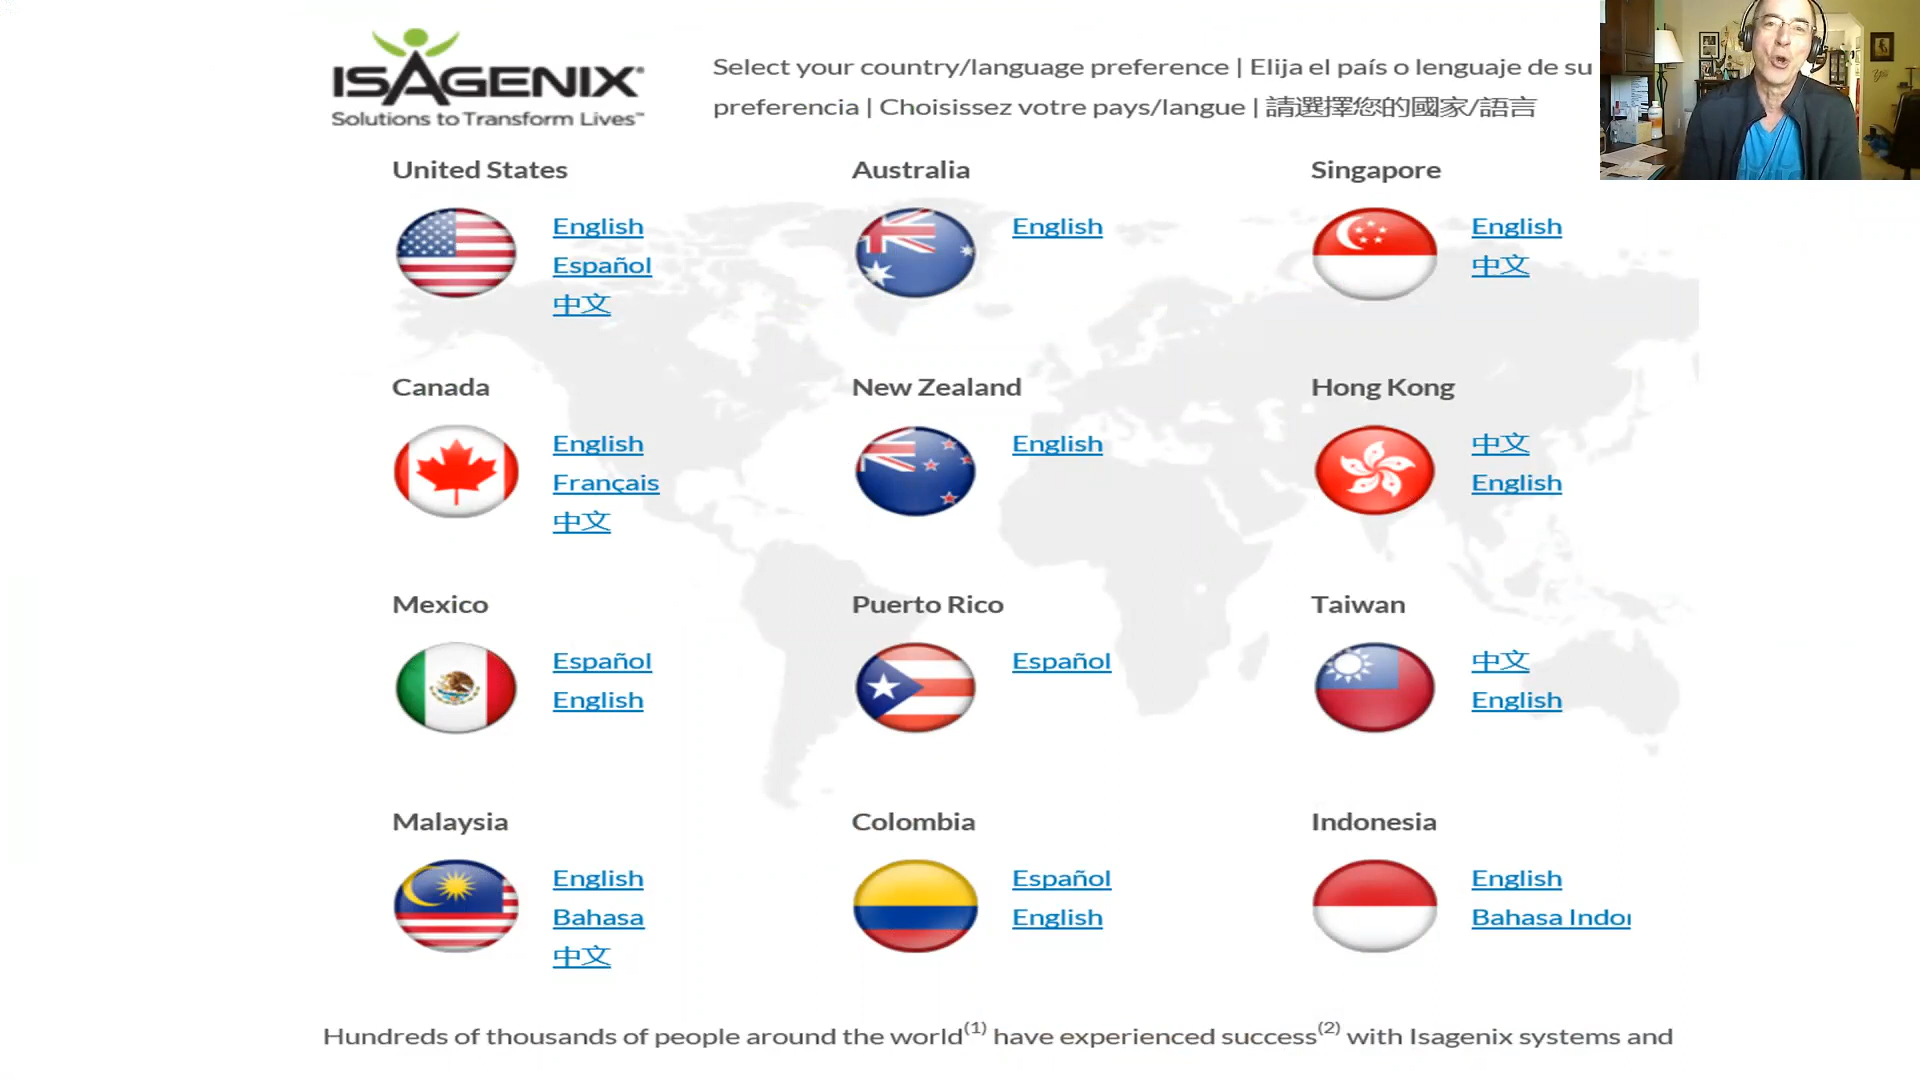 ISAGENIX®
Solutions to Transform Lives™
Select your country/language preference | Elija el país o lenguaje de su
preferencia | Choisissez votre pays/langue | 請選擇您的國家/語言
United States
English
Español
中文
Australia
English
Singapore
English
中文
Canada
English
Français
中文
New Zealand
English
Hong Kong
中文
English
Mexico
Español
English
Puerto Rico
Español
Taiwan
中文
English
Malaysia
English
Bahasa
中文
Colombia
Español
English
Indonesia
English
Bahasa Indo
Hundreds of thousands of people around the world(1) have experienced success(2) with Isagenix systems and